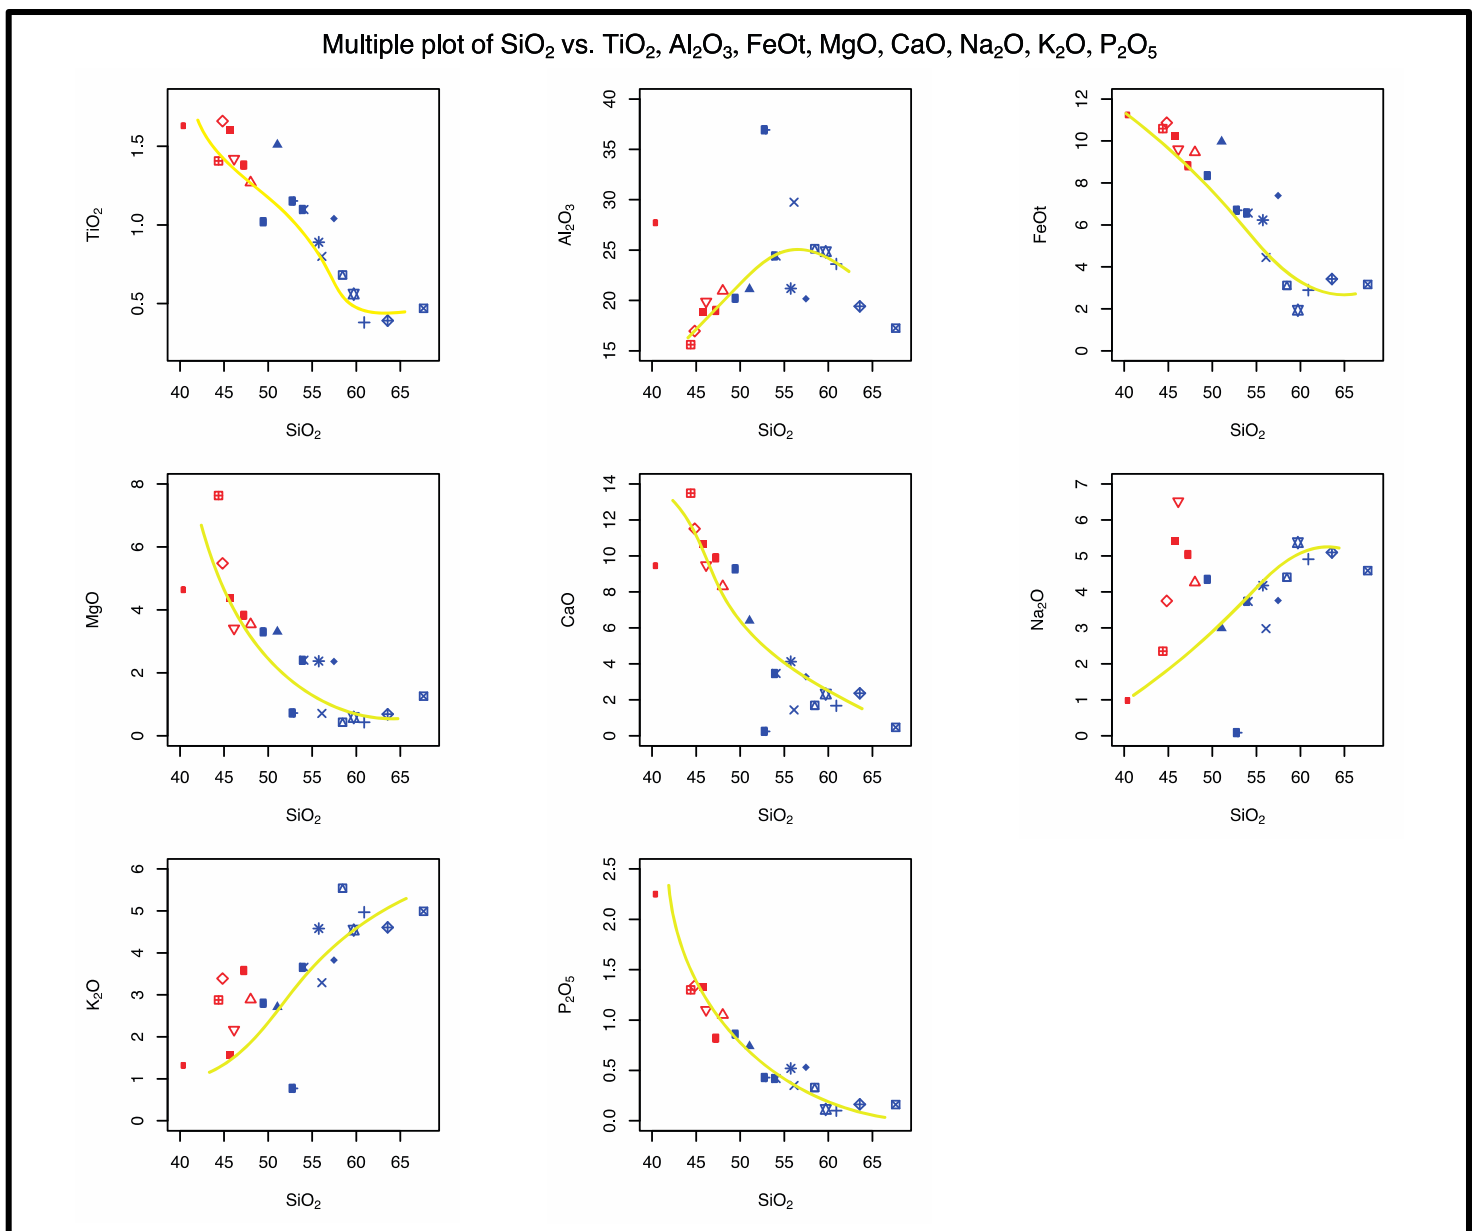 Multiple plot of SiO₂ vs. TiO₂, Al₂O₃, FeOt, MgO, CaO, Na₂O, K₂O, P₂O₅
TiO₂
0.5 1.0 1.5
40 45 50 55 60 65
SiO₂
Al₂O₃
15 20 25 30 35 40
40 45 50 55 60 65
SiO₂
FeOt
0 2 4 6 8 10 12
40 45 50 55 60 65
SiO₂
MgO
0 2 4 6 8
40 45 50 55 60 65
SiO₂
CaO
0 2 4 6 8 10 12 14
40 45 50 55 60 65
SiO₂
Na₂O
0 1 2 3 4 5 6 7
40 45 50 55 60 65
SiO₂
K₂O
0 1 2 3 4 5 6
40 45 50 55 60 65
SiO₂
P₂O₅
0.0 0.5 1.0 1.5 2.0 2.5
40 45 50 55 60 65
SiO₂